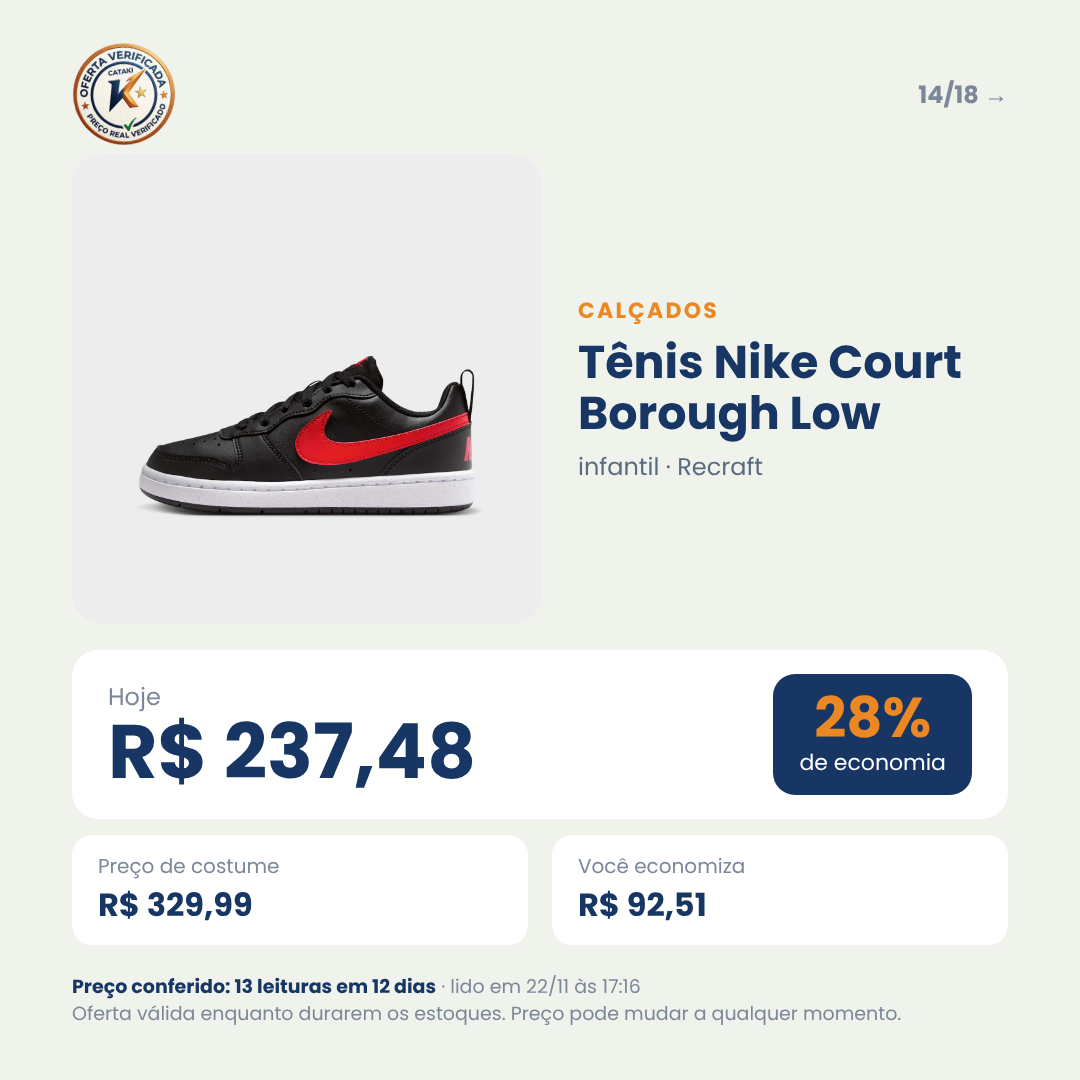 OFERTA VERIFICADA
CATAKI
K
PREÇO REAL VERIFICADO
14/18 →
CALÇADOS
Tênis Nike Court
Borough Low
infantil · Recraft
Hoje
R$ 237,48
28%
de economia
Preço de costume
R$ 329,99
Você economiza
R$ 92,51
Preço conferido: 13 leituras em 12 dias · lido em 22/11 às 17:16
Oferta válida enquanto durarem os estoques. Preço pode mudar a qualquer momento.